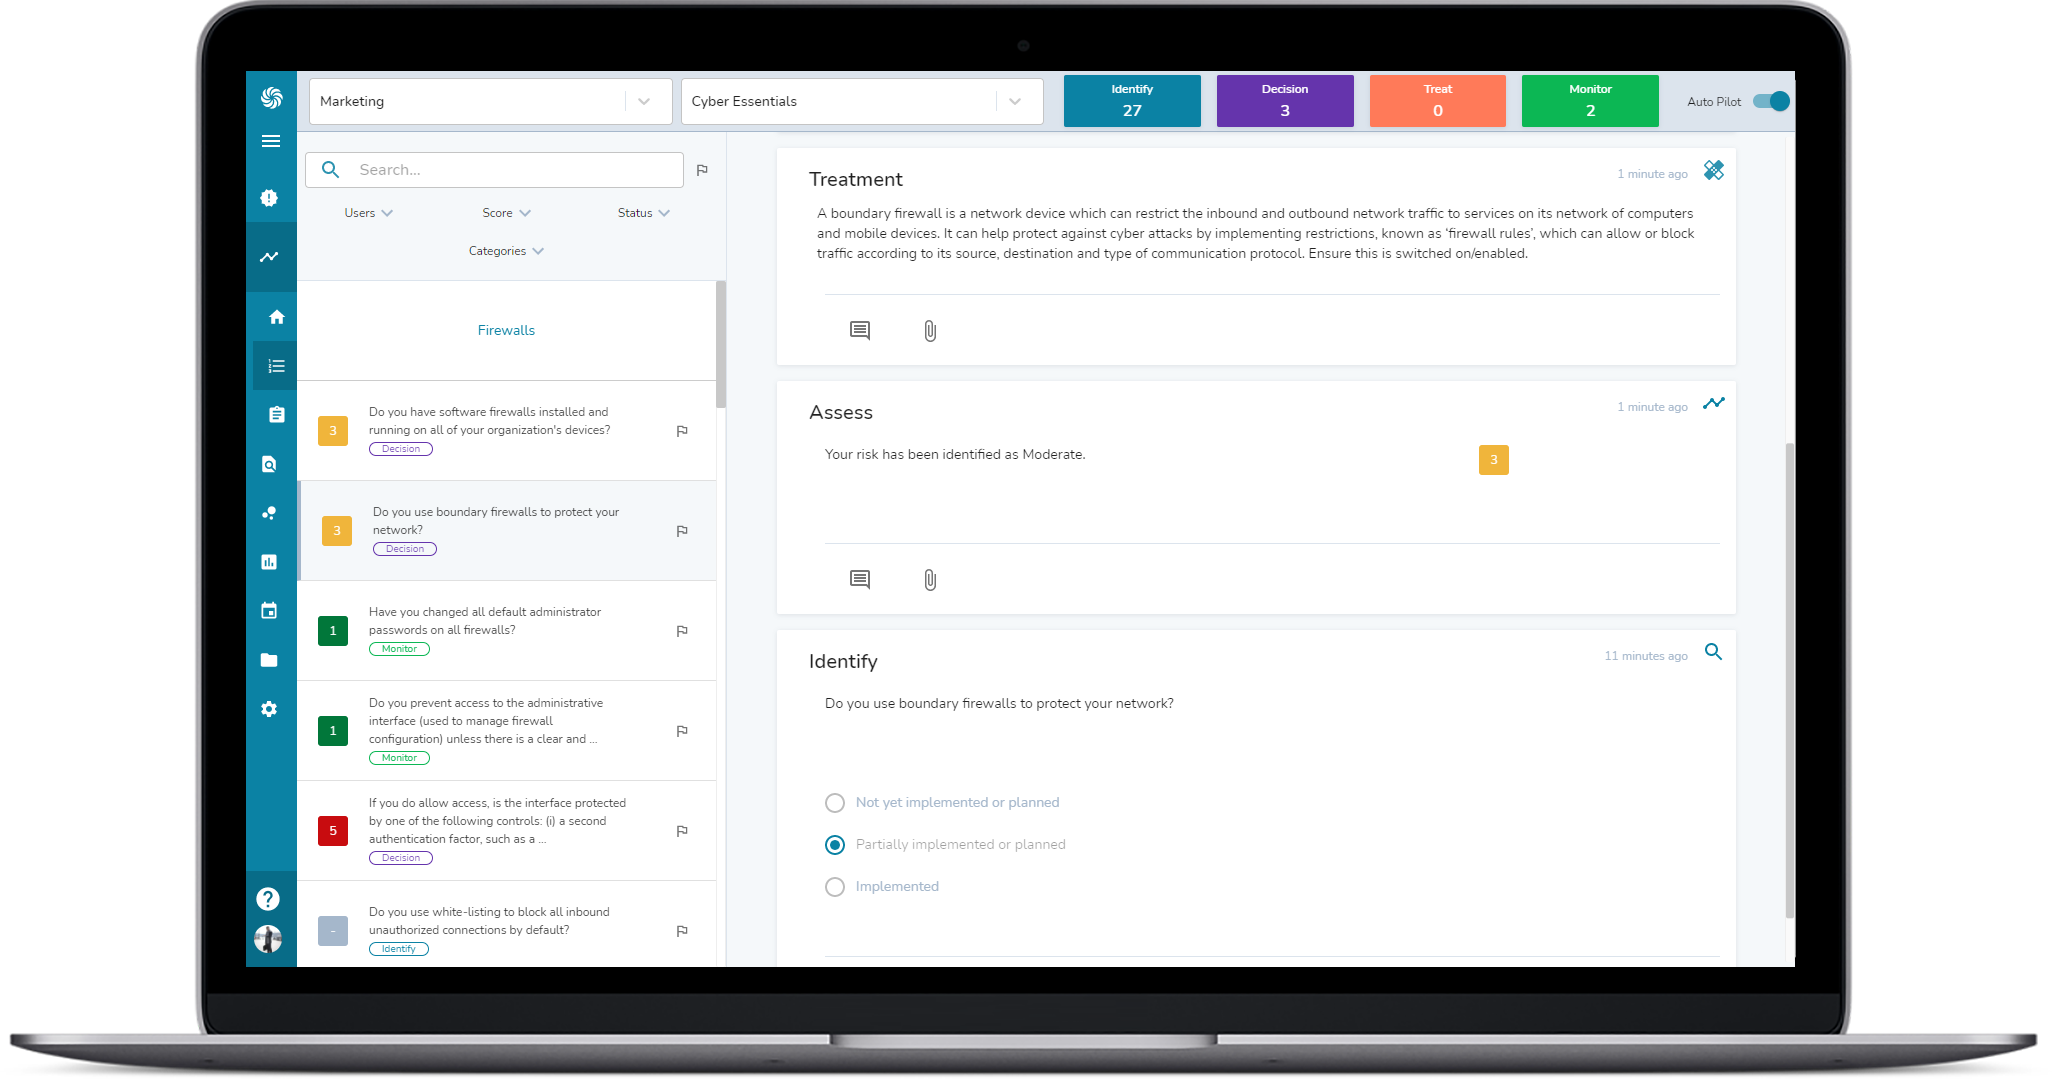 Marketing
Cyber Essentials
Identify
27
Decision
3
Treat
0
Monitor
2
Auto Pilot
Search...
Users
Score
Status
Categories
Firewalls
3
Do you have software firewalls installed and
running on all of your organization's devices?
Decision
3
Do you use boundary firewalls to protect your
network?
Decision
1
Have you changed all default administrator
passwords on all firewalls?
Monitor
1
Do you prevent access to the administrative
interface (used to manage firewall
configuration) unless there is a clear and ...
Monitor
5
If you do allow access, is the interface protected
by one of the following controls: (i) a second
authentication factor, such as a ...
Decision
-
Do you use white-listing to block all inbound
unauthorized connections by default?
Identify
Treatment
1 minute ago
A boundary firewall is a network device which can restrict the inbound and outbound network traffic to services on its network of computers
and mobile devices. It can help protect against cyber attacks by implementing restrictions, known as ‘firewall rules’, which can allow or block
traffic according to its source, destination and type of communication protocol. Ensure this is switched on/enabled.
Assess
1 minute ago
Your risk has been identified as Moderate.
3
Identify
11 minutes ago
Do you use boundary firewalls to protect your network?
Not yet implemented or planned
Partially implemented or planned
Implemented